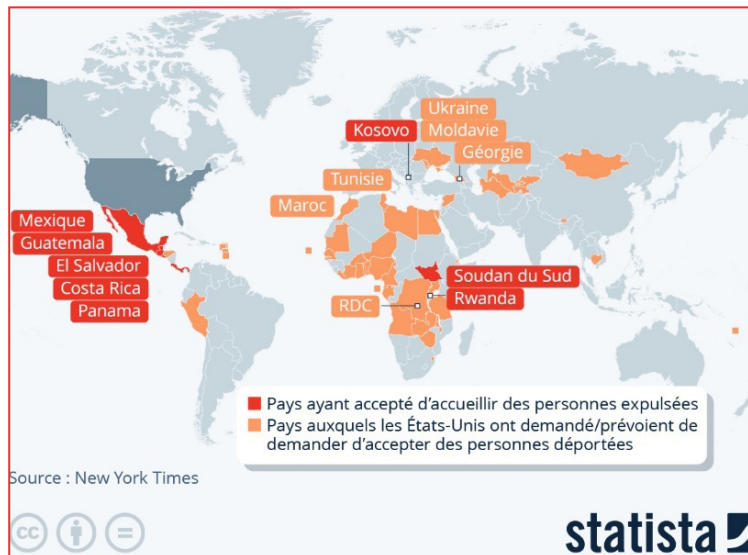 Ukraine
Kosovo
Moldavie
Géorgie
Tunisie
Maroc
Mexique
Guatemala
El Salvador
Costa Rica
Panama
Soudan du Sud
RDC
Rwanda
Pays ayant accepté d'accueillir des personnes expulsées
Pays auxquels les États-Unis ont demandé/prévoient de
demander d'accepter des personnes déportées
Source : New York Times
cc
statista